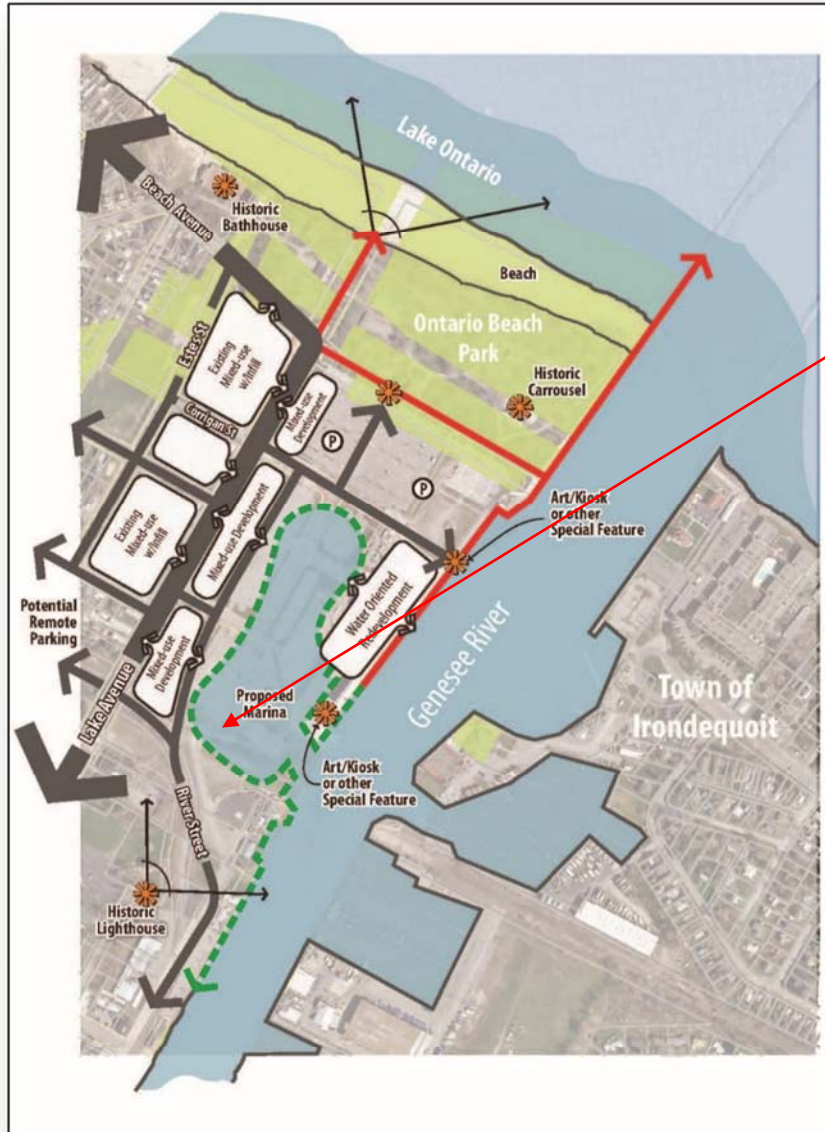 Lake Ontario
Beach Avenue
Historic
Bathhouse
Beach
Ontario Beach
Park
Estes St
Existing
Mixed-use
w/Infill
Historic
Carrousel
Mixed-use
Development
Corrigan St
P
P
Existing
Mixed-use
w/Infill
Mixed-use Development
Art/Kiosk
or other
Special Feature
Water Oriented
Redevelopment
Potential
Remote
Parking
Mixed-use
Development
Lake Avenue
Proposed
Marina
Genesee River
Town of
Irondequoit
Art/Kiosk
or other
Special Feature
River Street
Historic
Lighthouse